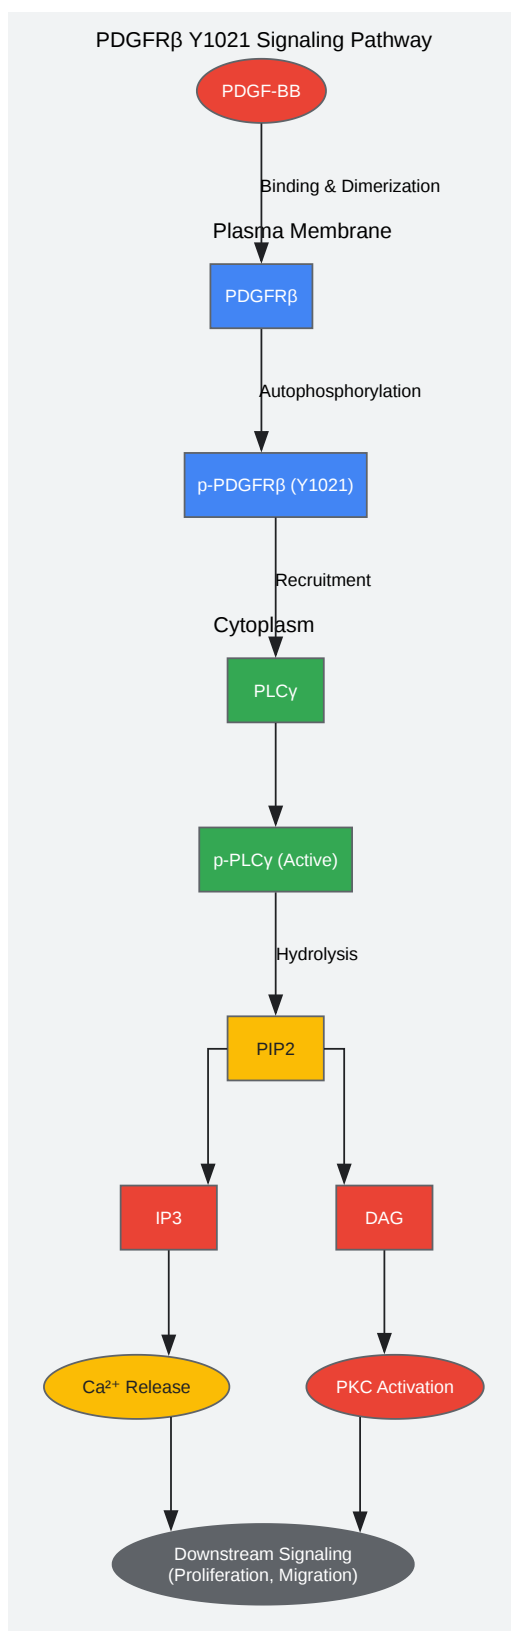 PDGFRβ Y1021 Signaling Pathway
PDGF-BB
Binding & Dimerization
Plasma Membrane
PDGFRβ
Autophosphorylation
p-PDGFRβ (Y1021)
Recruitment
Cytoplasm
PLCγ
p-PLCγ (Active)
Hydrolysis
PIP2
IP3
DAG
Ca²⁺ Release
PKC Activation
Downstream Signaling
(Proliferation, Migration)